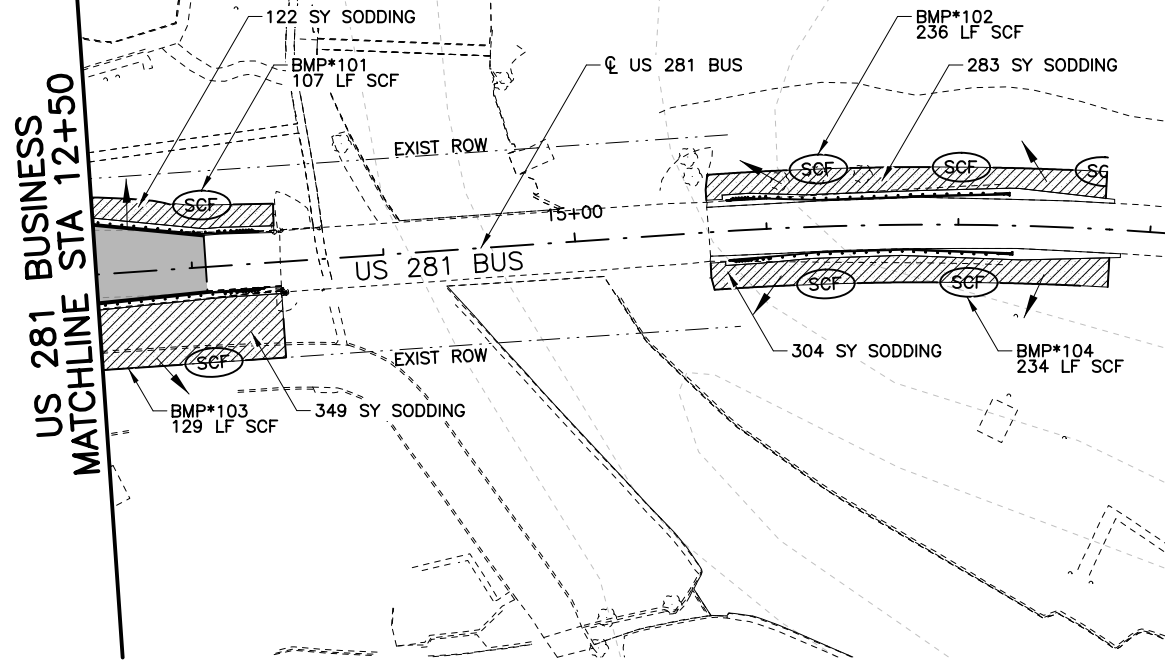 122 SY SODDING
BMP*101
107 LF SCF
℄ US 281 BUS
BMP*102
236 LF SCF
283 SY SODDING
US 281 BUSINESS
MATCHLINE STA 12+50
EXIST ROW
SCF
SCF
SCF
SC
15+00
US 281 BUS
SCF
SCF
EXIST ROW
SCF
304 SY SODDING
BMP*104
234 LF SCF
BMP*103
129 LF SCF
349 SY SODDING